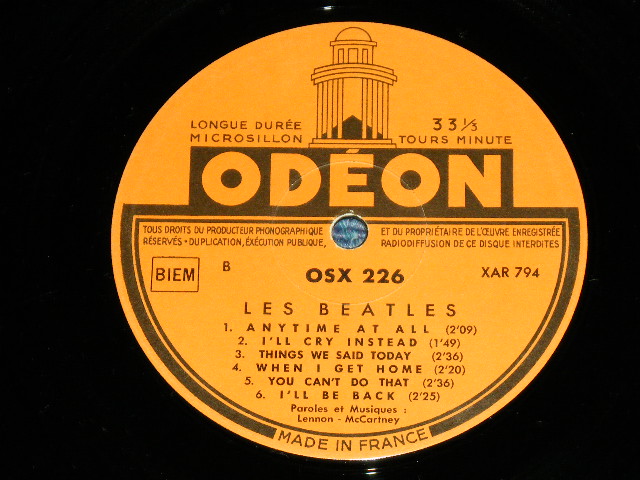 LONGUE DURÉE
MICROSILLON
33⅓
TOURS MINUTE
ODÉON
TOUS DROITS DU PRODUCTEUR PHONOGRAPHIQUE
RÉSERVÉS • DUPLICATION, ÉXÉCUTION PUBLIQUE,
ET DU PROPRIÉTAIRE DE L'ŒUVRE ENREGISTRÉE
RADIODIFFUSION DE CE DISQUE INTERDITES
BIEM
B
OSX 226
XAR 794
LES BEATLES
1. ANYTIME AT ALL (2'09)
2. I'LL CRY INSTEAD (1'49)
3. THINGS WE SAID TODAY (2'36)
4. WHEN I GET HOME (2'20)
5. YOU CAN'T DO THAT (2'36)
6. I'LL BE BACK (2'25)
Paroles et Musiques :
Lennon - McCartney
MADE IN FRANCE